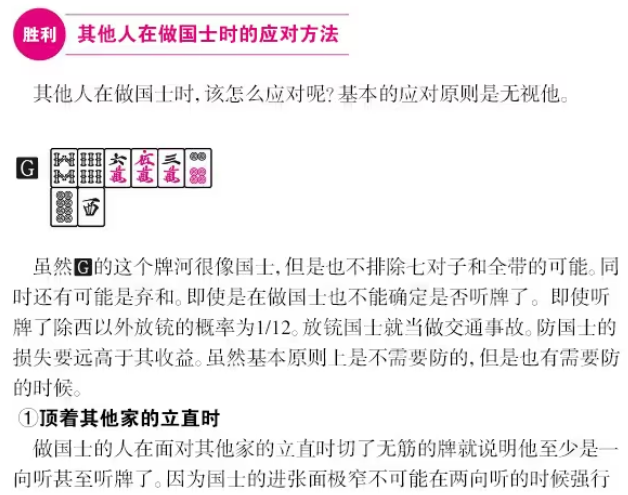 胜利 其他人在做国士时的应对方法
其他人在做国士时,该怎么应对呢?基本的应对原则是无视他。
G 六萬 伍萬 三萬
西
虽然G的这个牌河很像国士,但是也不排除七对子和全带的可能。同
时还有可能是弃和。即使是在做国士也不能确定是否听牌了。即使听
牌了除西以外放铳的概率为1/12。放铳国士就当做交通事故。防国士的
损失要远高于其收益。虽然基本原则上是不需要防的,但是也有需要防
的时候。
①顶着其他家的立直时
做国士的人在面对其他家的立直时切了无筋的牌就说明他至少是一
向听甚至听牌了。因为国士的进张面极窄不可能在两向听的时候强行